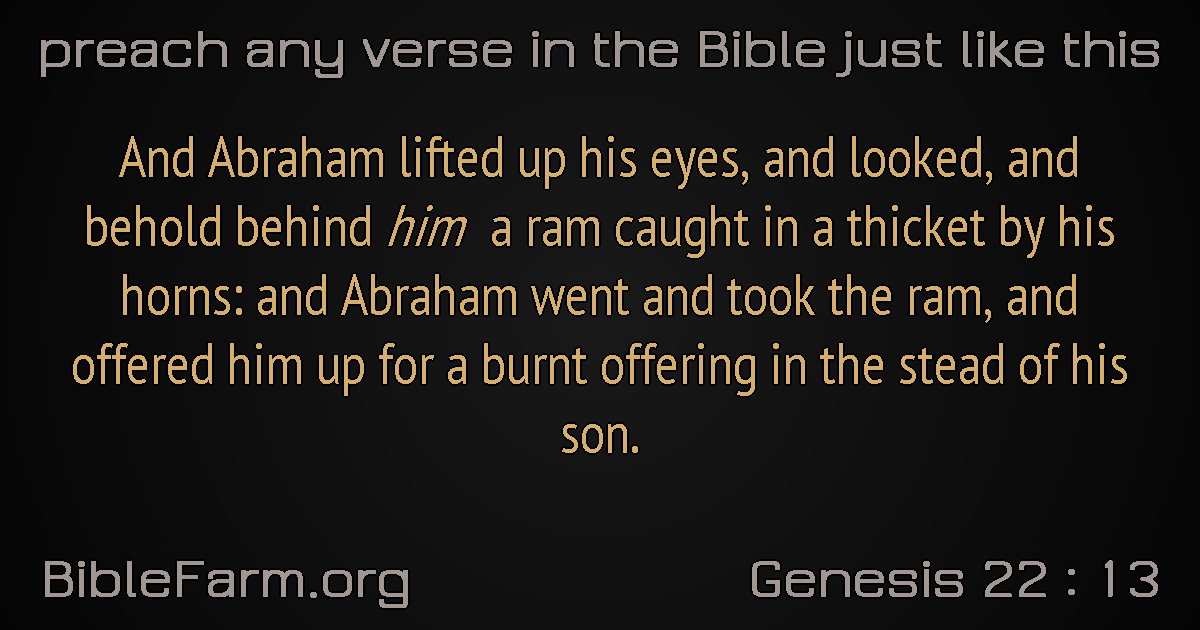 preach any verse in the Bible just like this
And Abraham lifted up his eyes, and looked, and
behold behind him a ram caught in a thicket by his
horns: and Abraham went and took the ram, and
offered him up for a burnt offering in the stead of his
son.
BibleFarm.org
Genesis 22 : 13